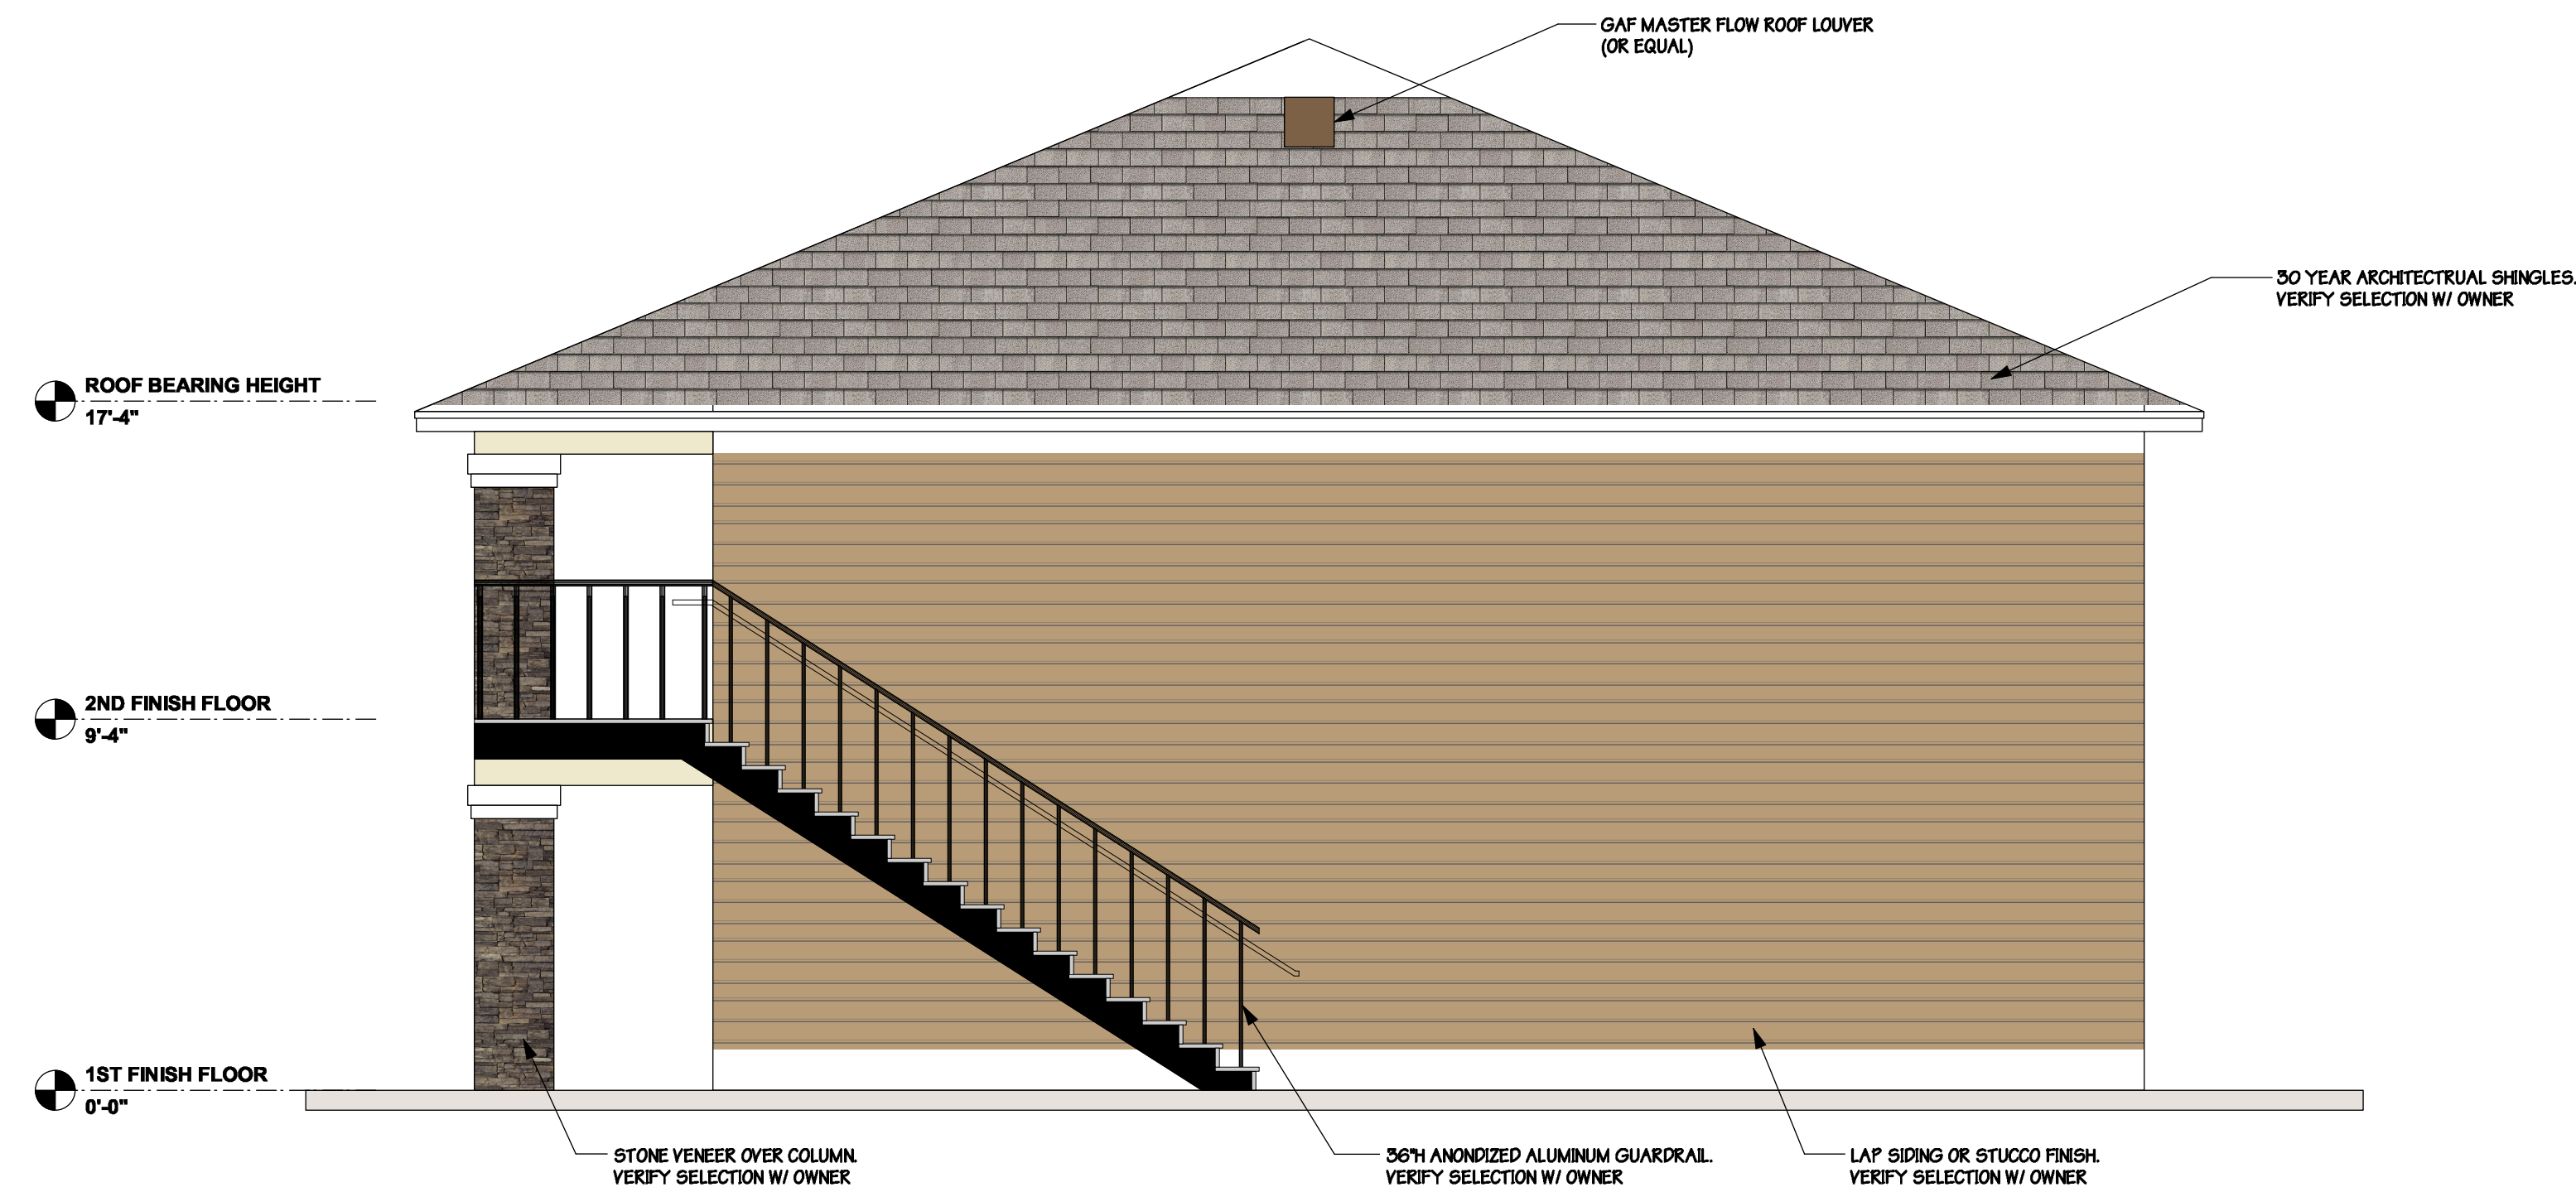 GAF MASTER FLOW ROOF LOUVER
(OR EQUAL)
30 YEAR ARCHITECTRUAL SHINGLES.
VERIFY SELECTION W/ OWNER
ROOF BEARING HEIGHT
17'-4"
2ND FINISH FLOOR
9'-4"
1ST FINISH FLOOR
0'-0"
STONE VENEER OVER COLUMN.
VERIFY SELECTION W/ OWNER
36"H ANONDIZED ALUMINUM GUARDRAIL.
VERIFY SELECTION W/ OWNER
LAP SIDING OR STUCCO FINISH.
VERIFY SELECTION W/ OWNER